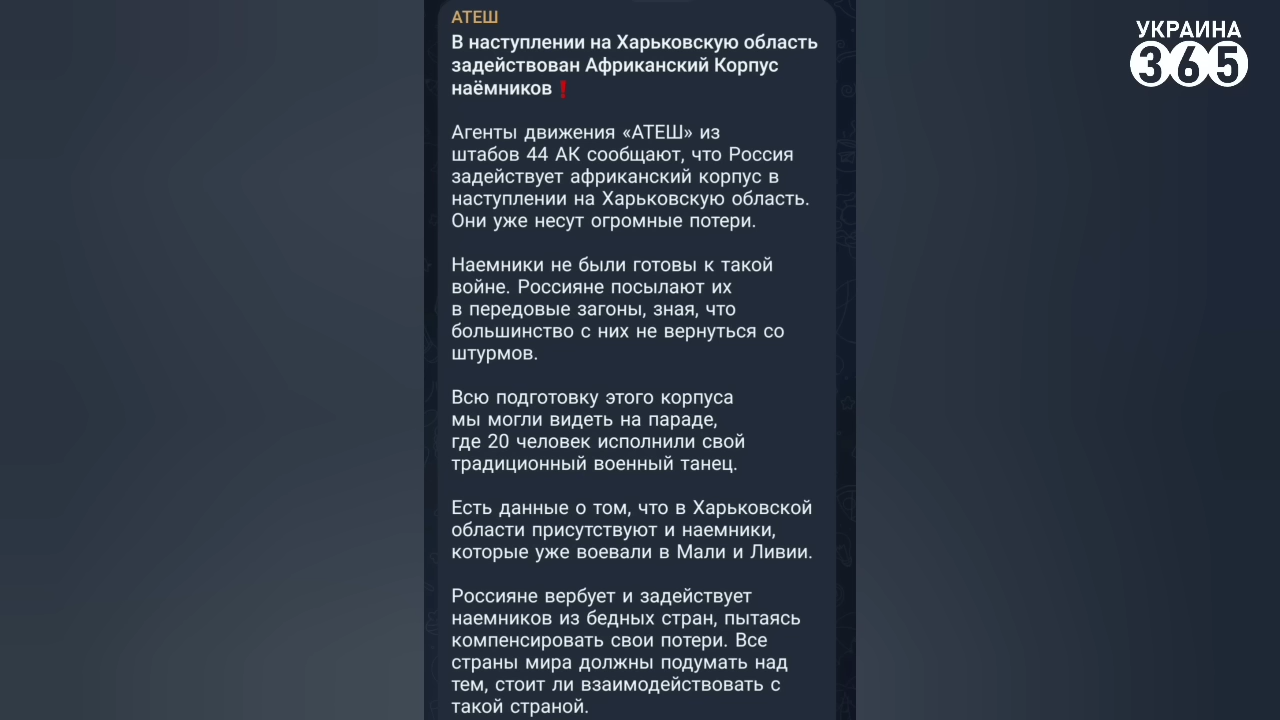 АТЕШ
В наступлении на Харьковскую область
задействован Африканский Корпус
наёмников❗
Агенты движения «АТЕШ» из
штабов 44 АК сообщают, что Россия
задействует африканский корпус в
наступлении на Харьковскую область.
Они уже несут огромные потери.
Наемники не были готовы к такой
войне. Россияне посылают их
в передовые загоны, зная, что
большинство с них не вернуться со
штурмов.
Всю подготовку этого корпуса
мы могли видеть на параде,
где 20 человек исполнили свой
традиционный военный танец.
Есть данные о том, что в Харьковской
области присутствуют и наемники,
которые уже воевали в Мали и Ливии.
Россияне вербует и задействует
наемников из бедных стран, пытаясь
компенсировать свои потери. Все
страны мира должны подумать над
тем, стоит ли взаимодействовать с
такой страной.
УКРАИНА
365